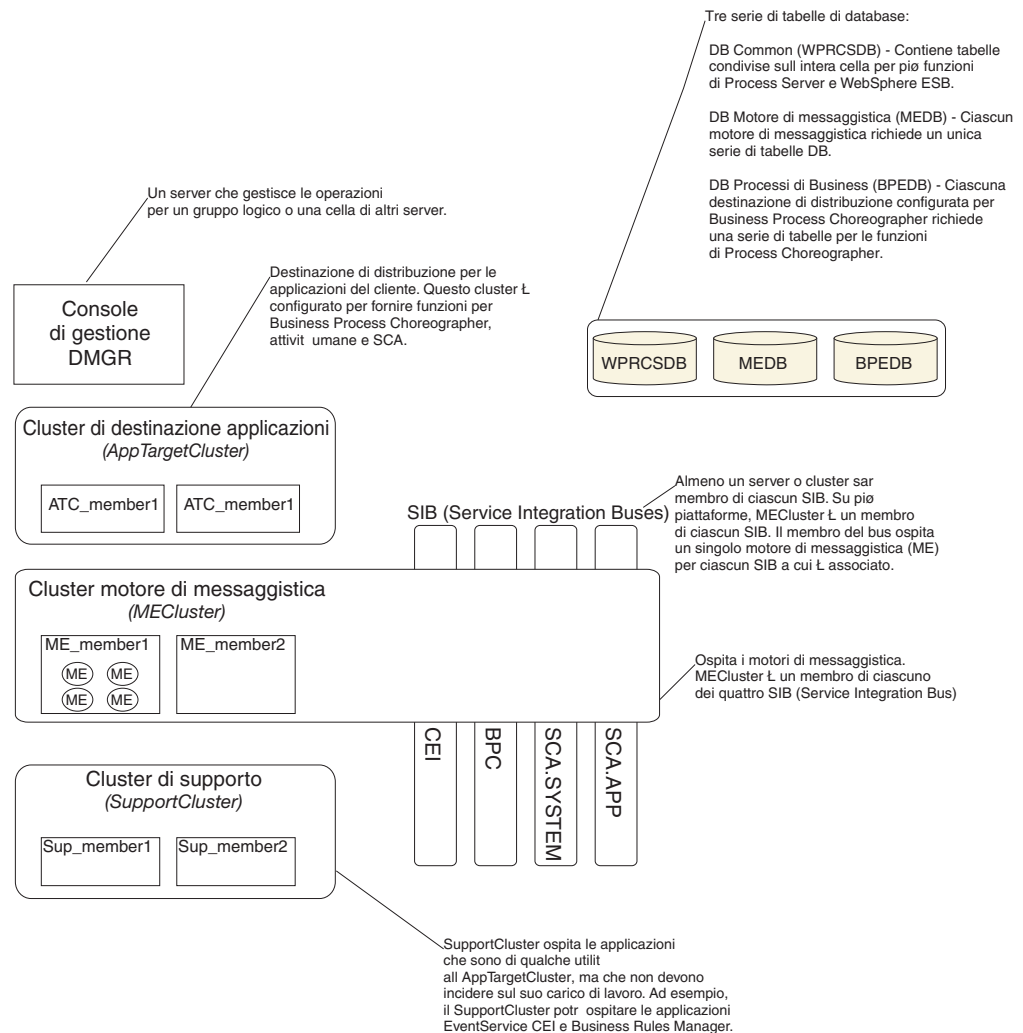 Tre serie di tabelle di database:
DB Common (WPRCSDB) - Contiene tabelle
condivise sull intera cella per piø funzioni
di Process Server e WebSphere ESB.
DB Motore di messaggistica (MEDB) - Ciascun
motore di messaggistica richiede un unica
serie di tabelle DB.
DB Processi di Business (BPEDB) - Ciascuna
destinazione di distribuzione configurata per
Business Process Choreographer richiede
una serie di tabelle per le funzioni
di Process Choreographer.
Un server che gestisce le operazioni
per un gruppo logico o una cella di altri server.
Destinazione di distribuzione per le
applicazioni del cliente. Questo cluster Ł
configurato per fornire funzioni per
Business Process Choreographer,
attivit  umane e SCA.
Console
di gestione
DMGR
WPRCSDB
MEDB
BPEDB
Cluster di destinazione applicazioni
(AppTargetCluster)
ATC_member1
ATC_member1
SIB (Service Integration Buses)
Almeno un server o cluster sar
membro di ciascun SIB. Su piø
piattaforme, MECluster Ł un membro
di ciascun SIB. Il membro del bus ospita
un singolo motore di messaggistica (ME)
per ciascun SIB a cui Ł associato.
Cluster motore di messaggistica
(MECluster)
ME_member1
ME ME
ME ME
ME_member2
Ospita i motori di messaggistica.
MECluster Ł un membro di ciascuno
dei quattro SIB (Service Integration Bus)
CEI
BPC
SCA.SYSTEM
SCA.APP
Cluster di supporto
(SupportCluster)
Sup_member1
Sup_member2
SupportCluster ospita le applicazioni
che sono di qualche utilit
all AppTargetCluster, ma che non devono
incidere sul suo carico di lavoro. Ad esempio,
il SupportCluster potr  ospitare le applicazioni
EventService CEI e Business Rules Manager.